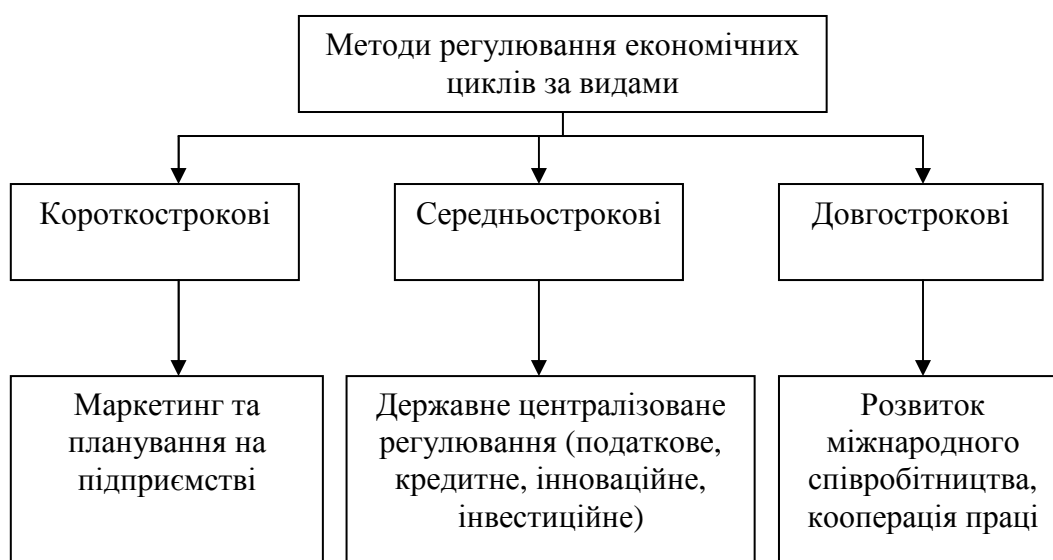 Методи регулювання економічних
циклів за видами
Короткострокові
Середньострокові
Довгострокові
Маркетинг та
планування на
підприємстві
Державне централізоване
регулювання (податкове,
кредитне, інноваційне,
інвестиційне)
Розвиток
міжнародного
співробітництва,
кооперація праці